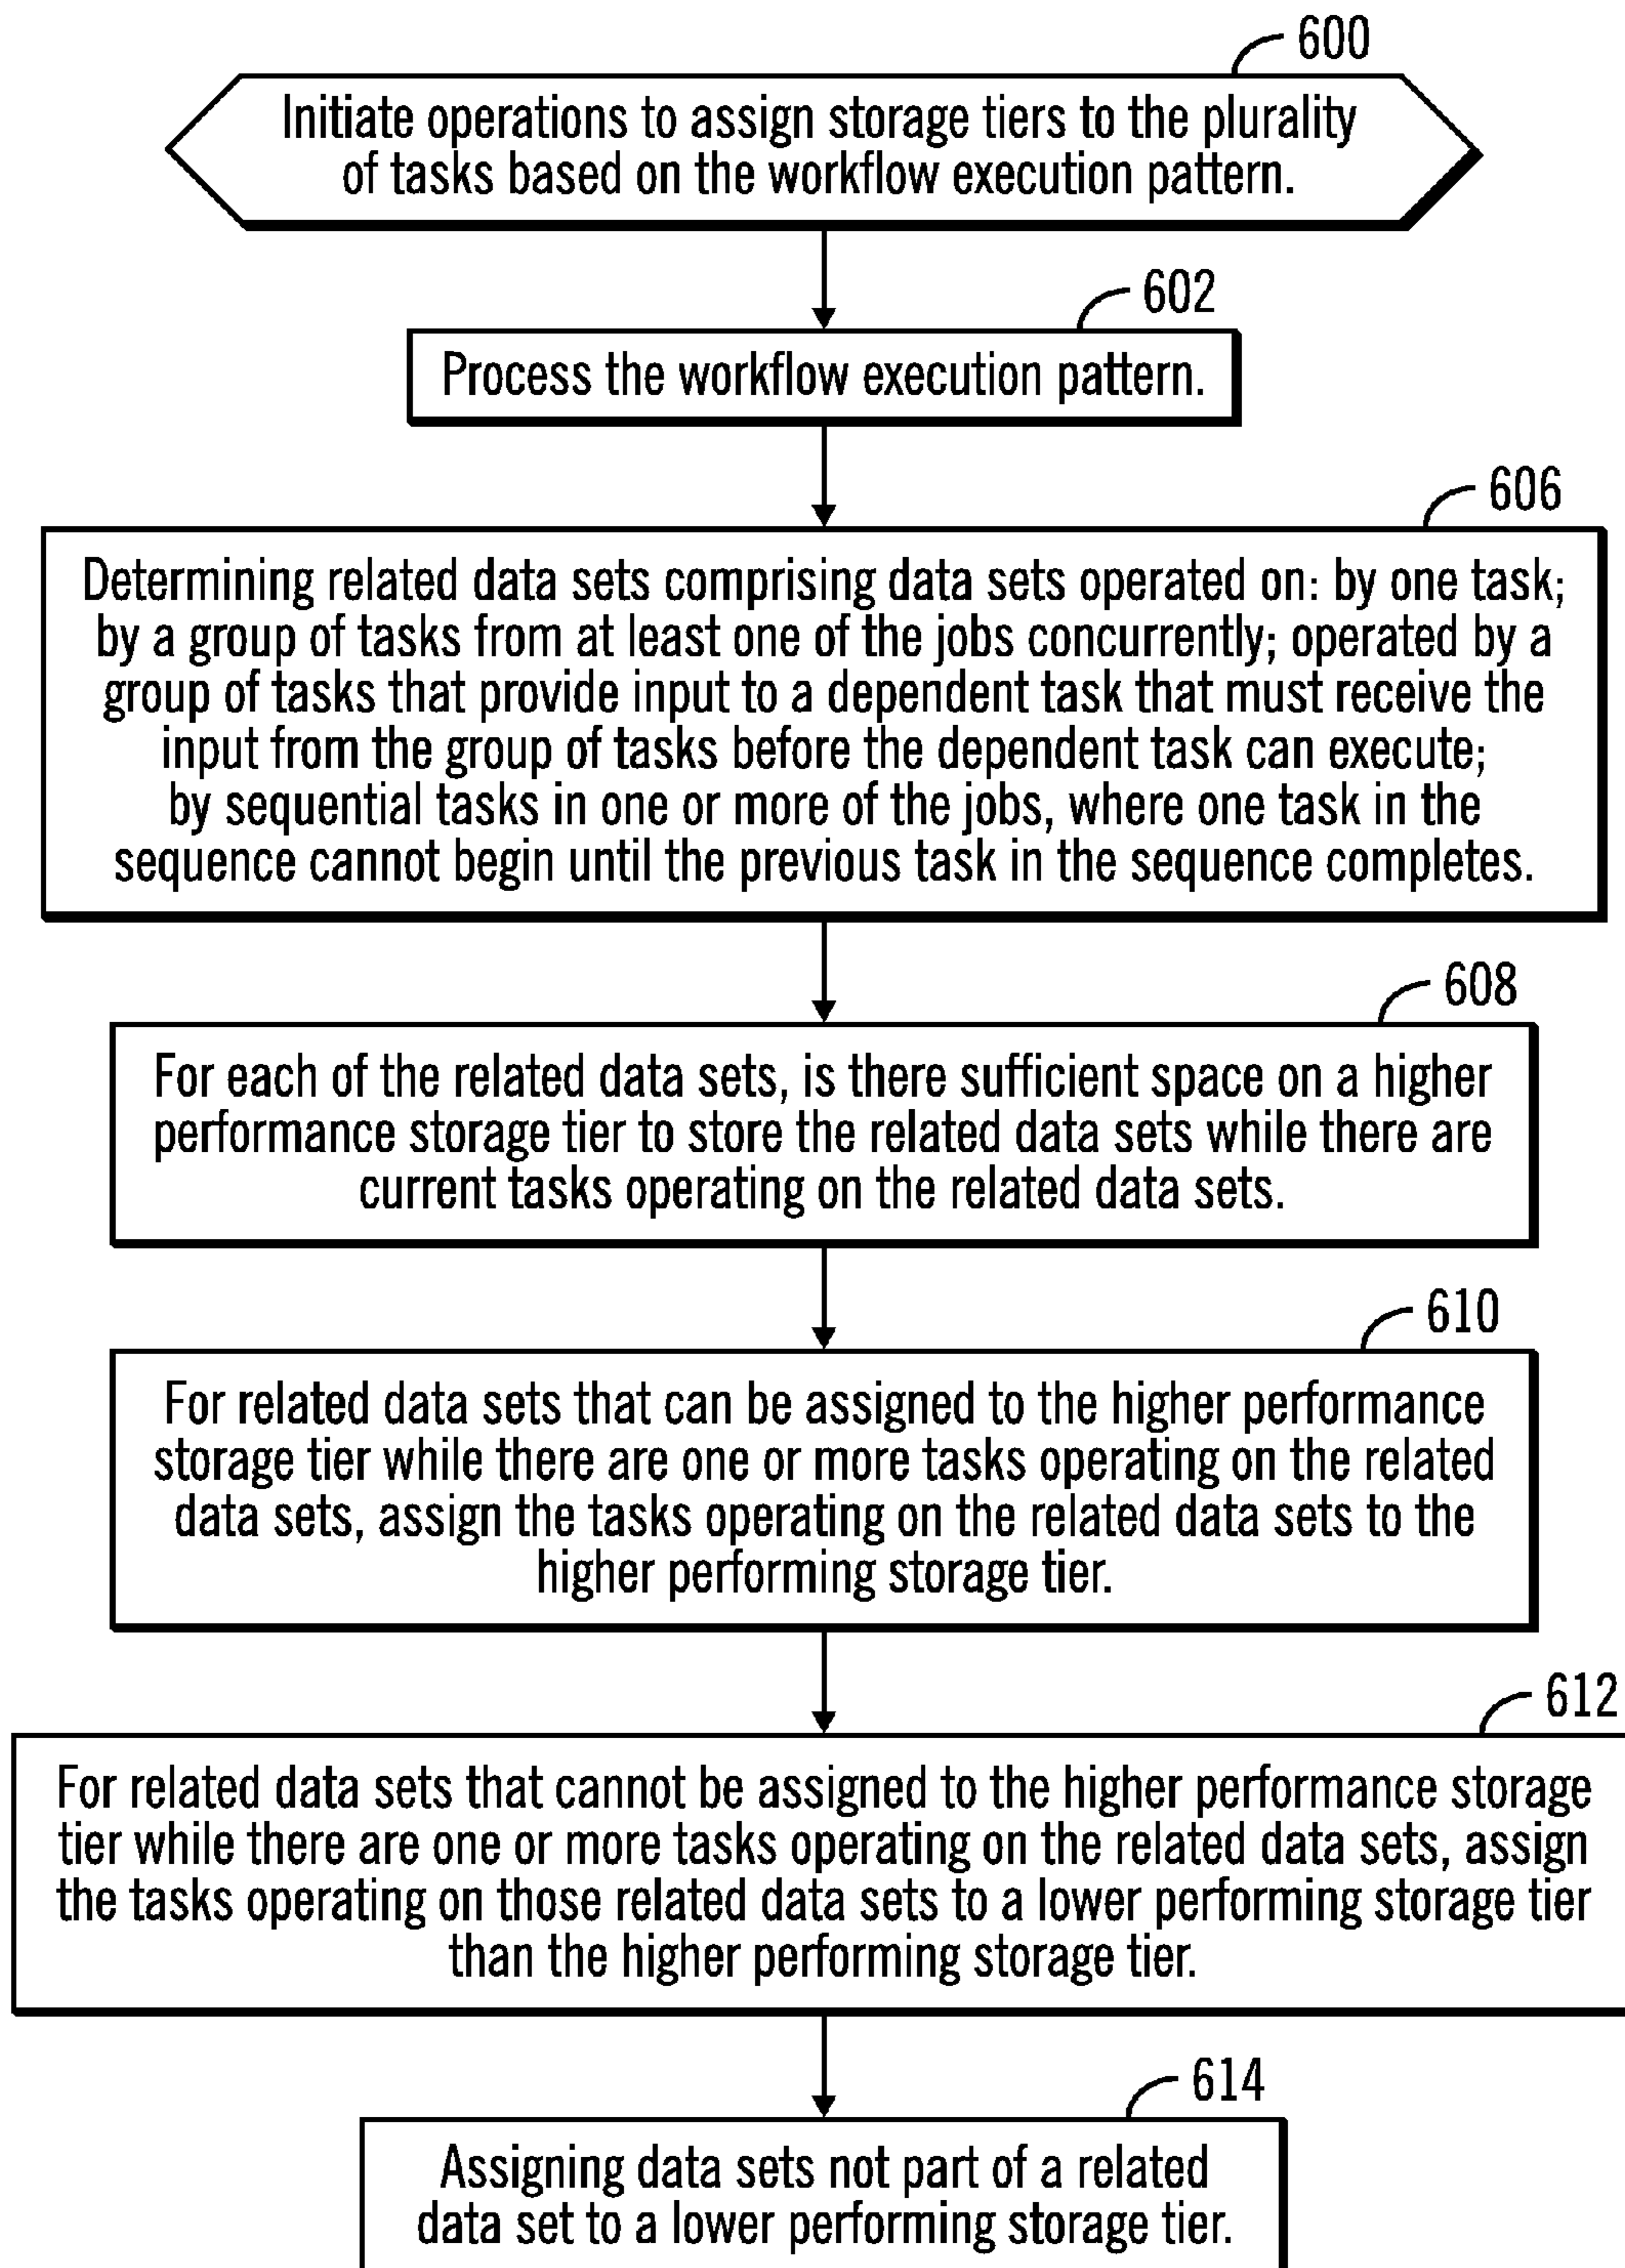 600
Initiate operations to assign storage tiers to the plurality
of tasks based on the workflow execution pattern.
602
Process the workflow execution pattern.
606
Determining related data sets comprising data sets operated on: by one task;
by a group of tasks from at least one of the jobs concurrently; operated by a
group of tasks that provide input to a dependent task that must receive the
input from the group of tasks before the dependent task can execute;
by sequential tasks in one or more of the jobs, where one task in the
sequence cannot begin until the previous task in the sequence completes.
608
For each of the related data sets, is there sufficient space on a higher
performance storage tier to store the related data sets while there are
current tasks operating on the related data sets.
610
For related data sets that can be assigned to the higher performance
storage tier while there are one or more tasks operating on the related
data sets, assign the tasks operating on the related data sets to the
higher performing storage tier.
612
For related data sets that cannot be assigned to the higher performance storage
tier while there are one or more tasks operating on the related data sets, assign
the tasks operating on those related data sets to a lower performing storage tier
than the higher performing storage tier.
614
Assigning data sets not part of a related
data set to a lower performing storage tier.